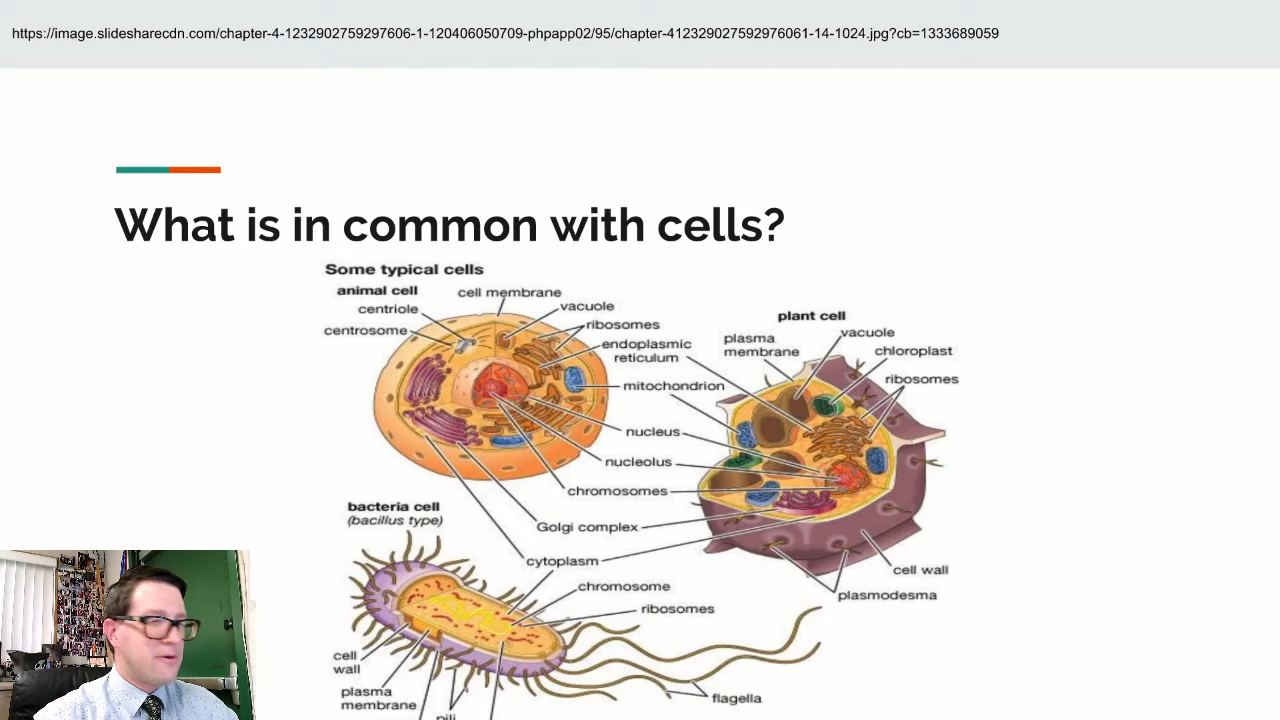 https://image.slidesharecdn.com/chapter-4-1232902759297606-1-120406050709-phpapp02/95/chapter-412329027592976061-14-1024.jpg?cb=1333689059
What is in common with cells?
Some typical cells
animal cell
cell membrane
centriole
vacuole
centrosome
ribosomes
endoplasmic
reticulum
mitochondrion
nucleus
nucleolus
chromosomes
Golgi complex
cytoplasm
plant cell
plasma
membrane
vacuole
chloroplast
ribosomes
cell wall
plasmodesma
bacteria cell
(bacillus type)
chromosome
ribosomes
cell
wall
plasma
membrane
pili
flagella